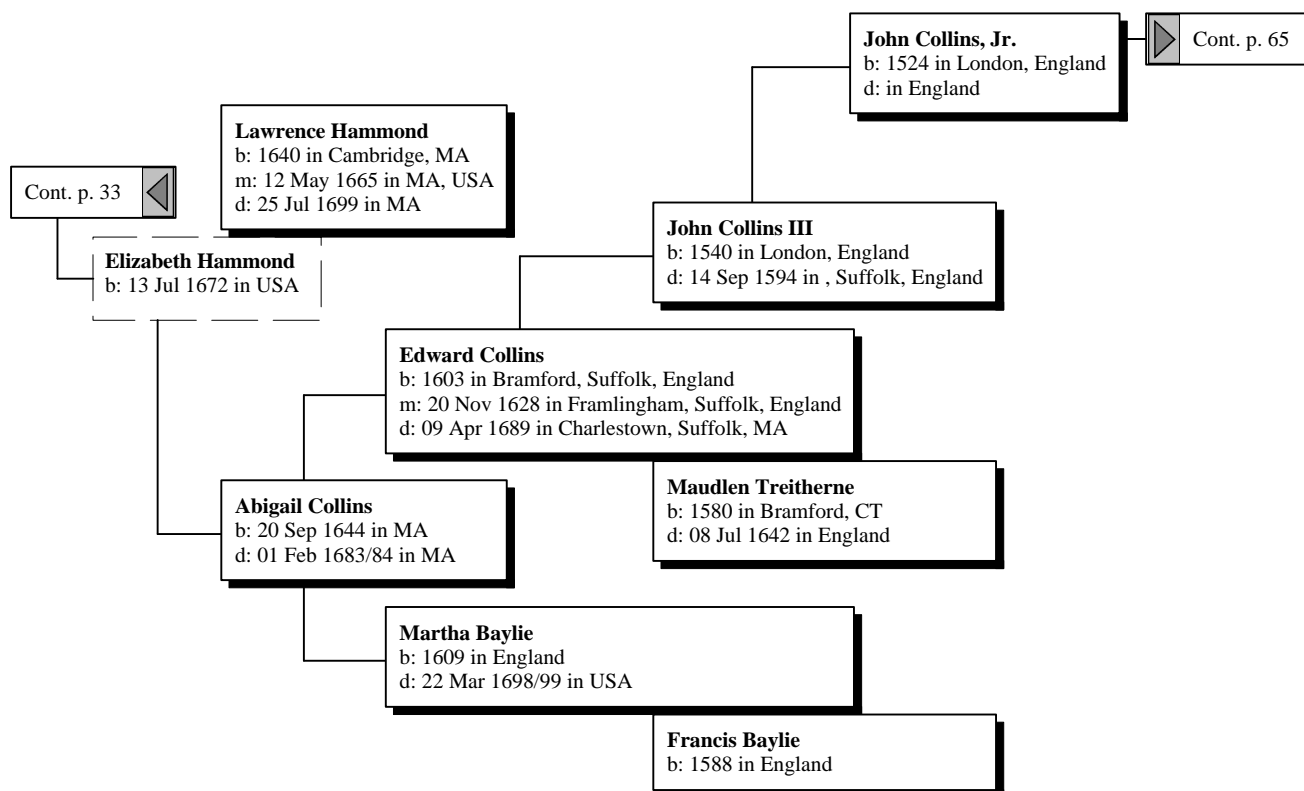 John Collins, Jr.
b: 1524 in London, England
d: in England
Cont. p. 65
Lawrence Hammond
b: 1640 in Cambridge, MA
m: 12 May 1665 in MA, USA
d: 25 Jul 1699 in MA
Cont. p. 33
Elizabeth Hammond
b: 13 Jul 1672 in USA
John Collins III
b: 1540 in London, England
d: 14 Sep 1594 in , Suffolk, England
Edward Collins
b: 1603 in Bramford, Suffolk, England
m: 20 Nov 1628 in Framlingham, Suffolk, England
d: 09 Apr 1689 in Charlestown, Suffolk, MA
Maudlen Treitherne
b: 1580 in Bramford, CT
d: 08 Jul 1642 in England
Abigail Collins
b: 20 Sep 1644 in MA
d: 01 Feb 1683/84 in MA
Martha Baylie
b: 1609 in England
d: 22 Mar 1698/99 in USA
Francis Baylie
b: 1588 in England